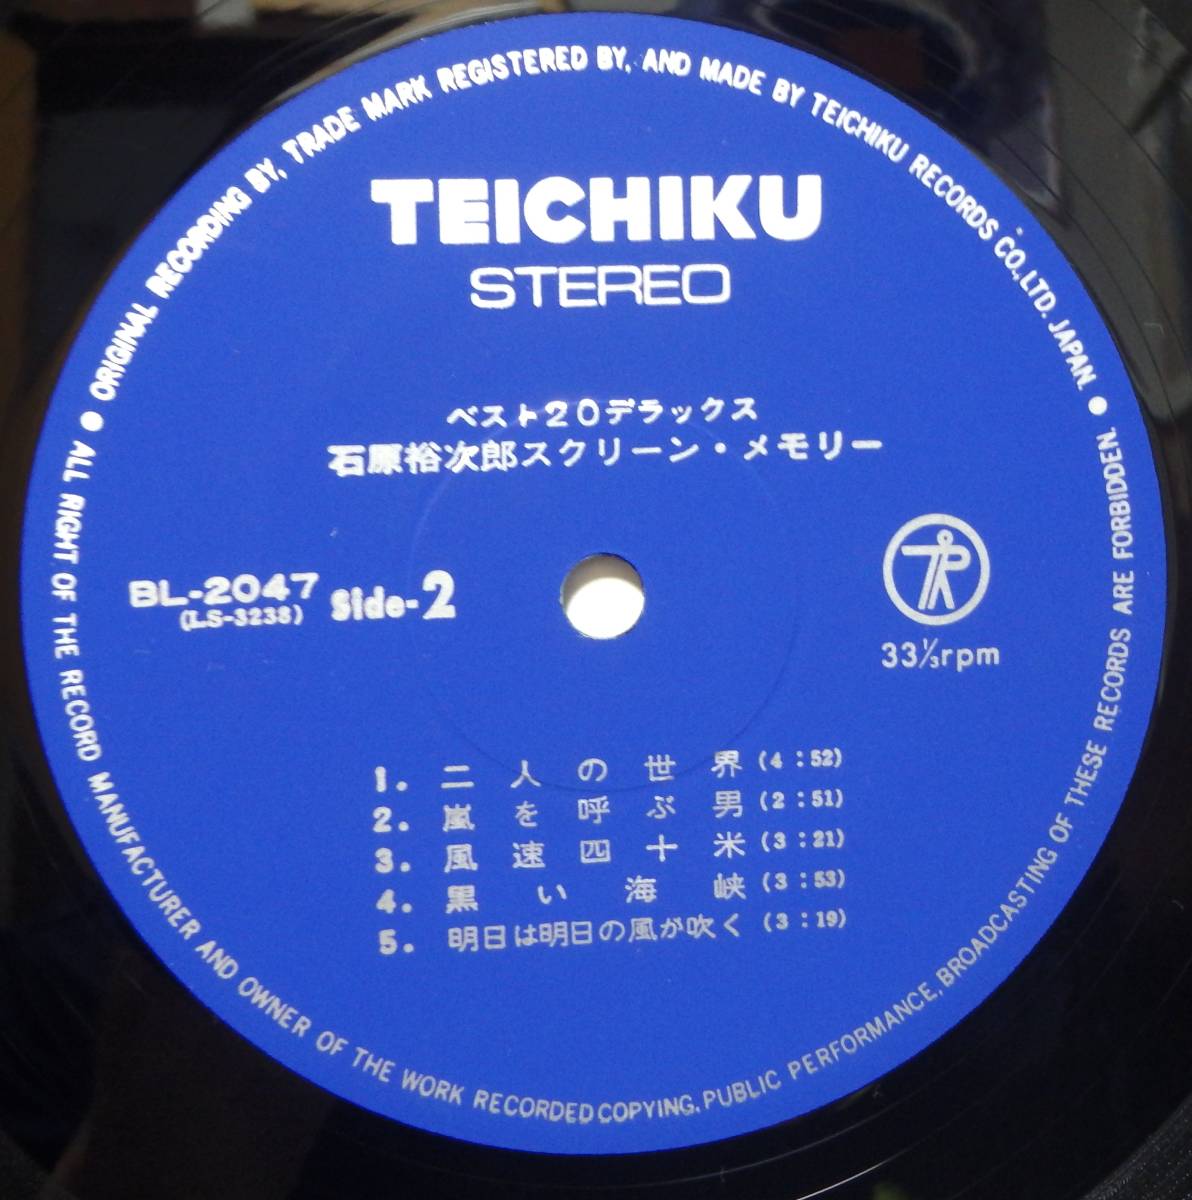 ORIGINAL RECORDING BY, TRADE MARK REGISTERED BY, AND MADE BY TEICHIKU RECORDS CO.,LTD. JAPAN. ●
TEICHIKU
STEREO
ベスト20デラックス
石原裕次郎スクリーン・メモリー
BL-2047 Side-2
(LS-3238)
33⅓rpm
1. 二人の世界 (4:52)
2. 嵐を呼ぶ男 (2:51)
3. 風速四十米 (3:21)
4. 黒い海峡 (3:53)
5. 明日は明日の風が吹く (3:19)
● ALL RIGHT OF THE RECORD MANUFACTURER AND OWNER OF THE WORK RECORDED COPYING, PUBLIC PERFORMANCE, BROADCASTING OF THESE RECORDS ARE FORBIDDEN.